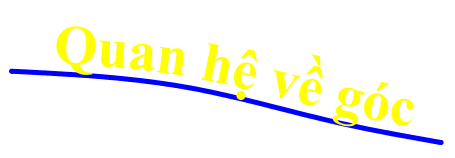 Quan hệ về góc